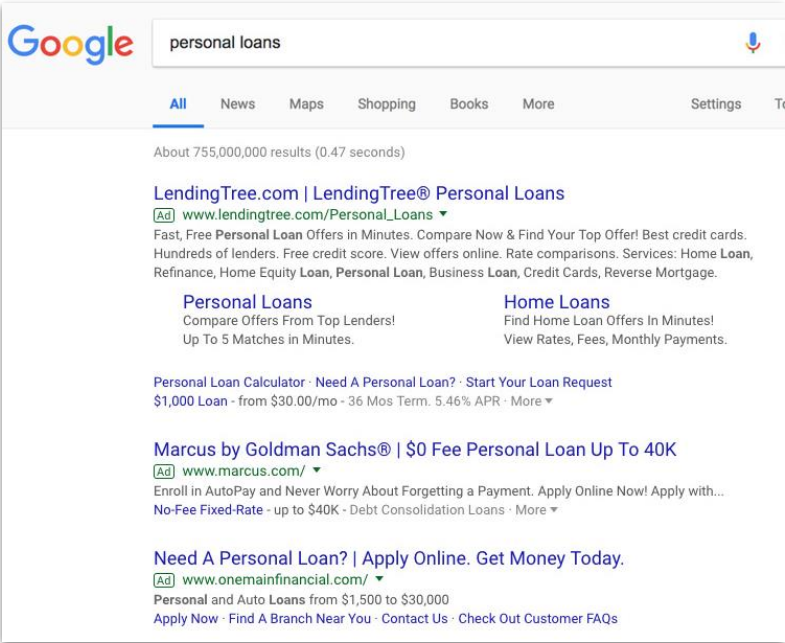 Google
personal loans
All News Maps Shopping Books More Settings
About 755,000,000 results (0.47 seconds)
LendingTree.com | LendingTree® Personal Loans
Ad www.lendingtree.com/Personal_Loans
Fast, Free Personal Loan Offers in Minutes. Compare Now & Find Your Top Offer! Best credit cards.
Hundreds of lenders. Free credit score. View offers online. Rate comparisons. Services: Home Loan,
Refinance, Home Equity Loan, Personal Loan, Business Loan, Credit Cards, Reverse Mortgage.
Personal Loans
Compare Offers From Top Lenders!
Up To 5 Matches in Minutes.
Home Loans
Find Home Loan Offers In Minutes!
View Rates, Fees, Monthly Payments.
Personal Loan Calculator · Need A Personal Loan? · Start Your Loan Request
$1,000 Loan - from $30.00/mo - 36 Mos Term. 5.46% APR · More
Marcus by Goldman Sachs® | $0 Fee Personal Loan Up To 40K
Ad www.marcus.com/
Enroll in AutoPay and Never Worry About Forgetting a Payment. Apply Online Now! Apply with...
No-Fee Fixed-Rate - up to $40K - Debt Consolidation Loans · More
Need A Personal Loan? | Apply Online. Get Money Today.
Ad www.onemainfinancial.com/
Personal and Auto Loans from $1,500 to $30,000
Apply Now · Find A Branch Near You · Contact Us · Check Out Customer FAQs